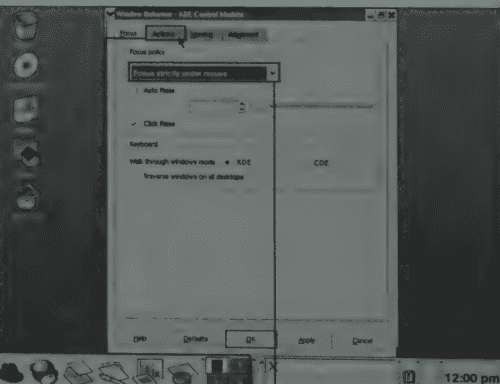 Window Behavior - KDE Control Module
Focus Actions Moving Alignment
Focus policy
Focus strictly under mouse
Auto Raise
Click Raise
Keyboard
Walk through windows mode KDE CDE
Traverse windows on all desktops
Help Defaults OK Apply Cancel
12:00 pm